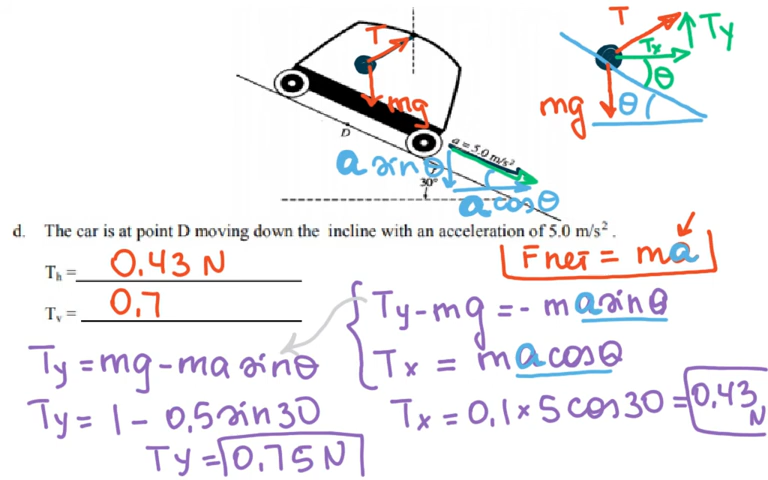 T
mg
D
a = 5.0 m/s²
a sinθ
30°
a cosθ
T
Ty
Tx
θ
mg
θ
d. The car is at point D moving down the incline with an acceleration of 5.0 m/s² .
Th = 0.43 N
Fnet = ma
Tv = 0.7
Ty - mg = - m a sinθ
Tx = m a cosθ
Ty = mg - ma sinθ
Ty = 1 - 0,5 sin 30
Tx = 0,1 × 5 cos 30 = 0,43 N
Ty = 0.75 N